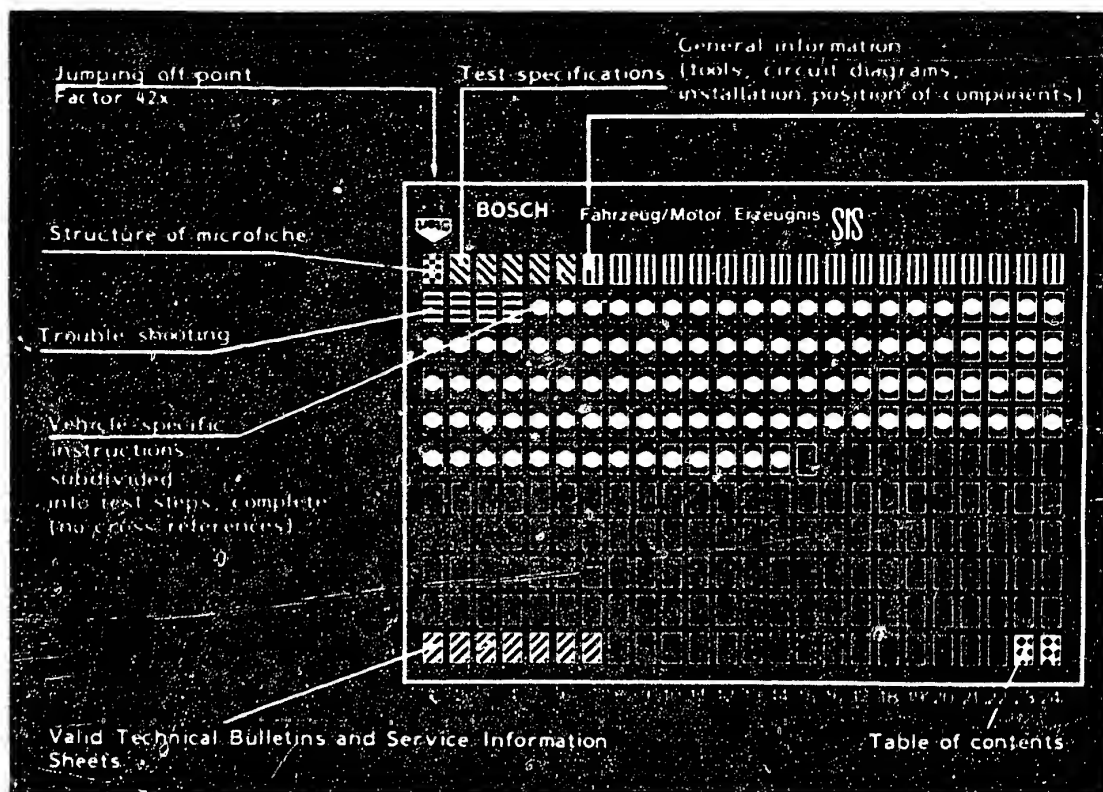 General information
Jumping off point
Test specifications
(tools, circuit diagrams,
Factor 42x
installation position of components)
BOSCH
Fahrzeug/Motor Erzeugnis
SIS
Structure of microfiche
Trouble shooting
Vehicle-specific
instructions
subdivided
into test steps, complete
(no cross references)
Valid Technical Bulletins and Service Information
Sheets
Table of contents